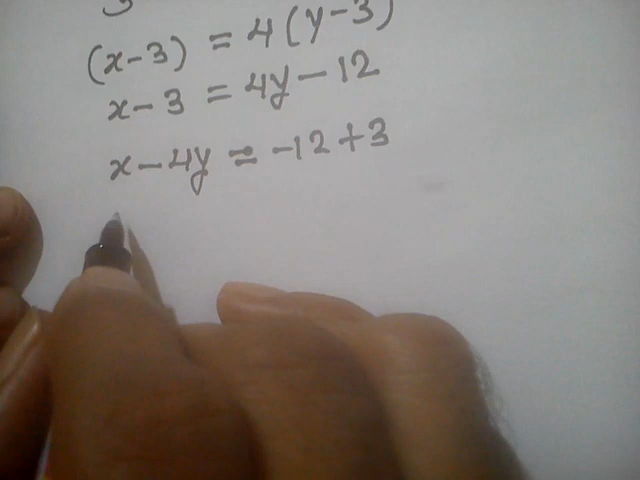 (x-3) = 4(y-3)
x-3 = 4y-12
x-4y = -12+3